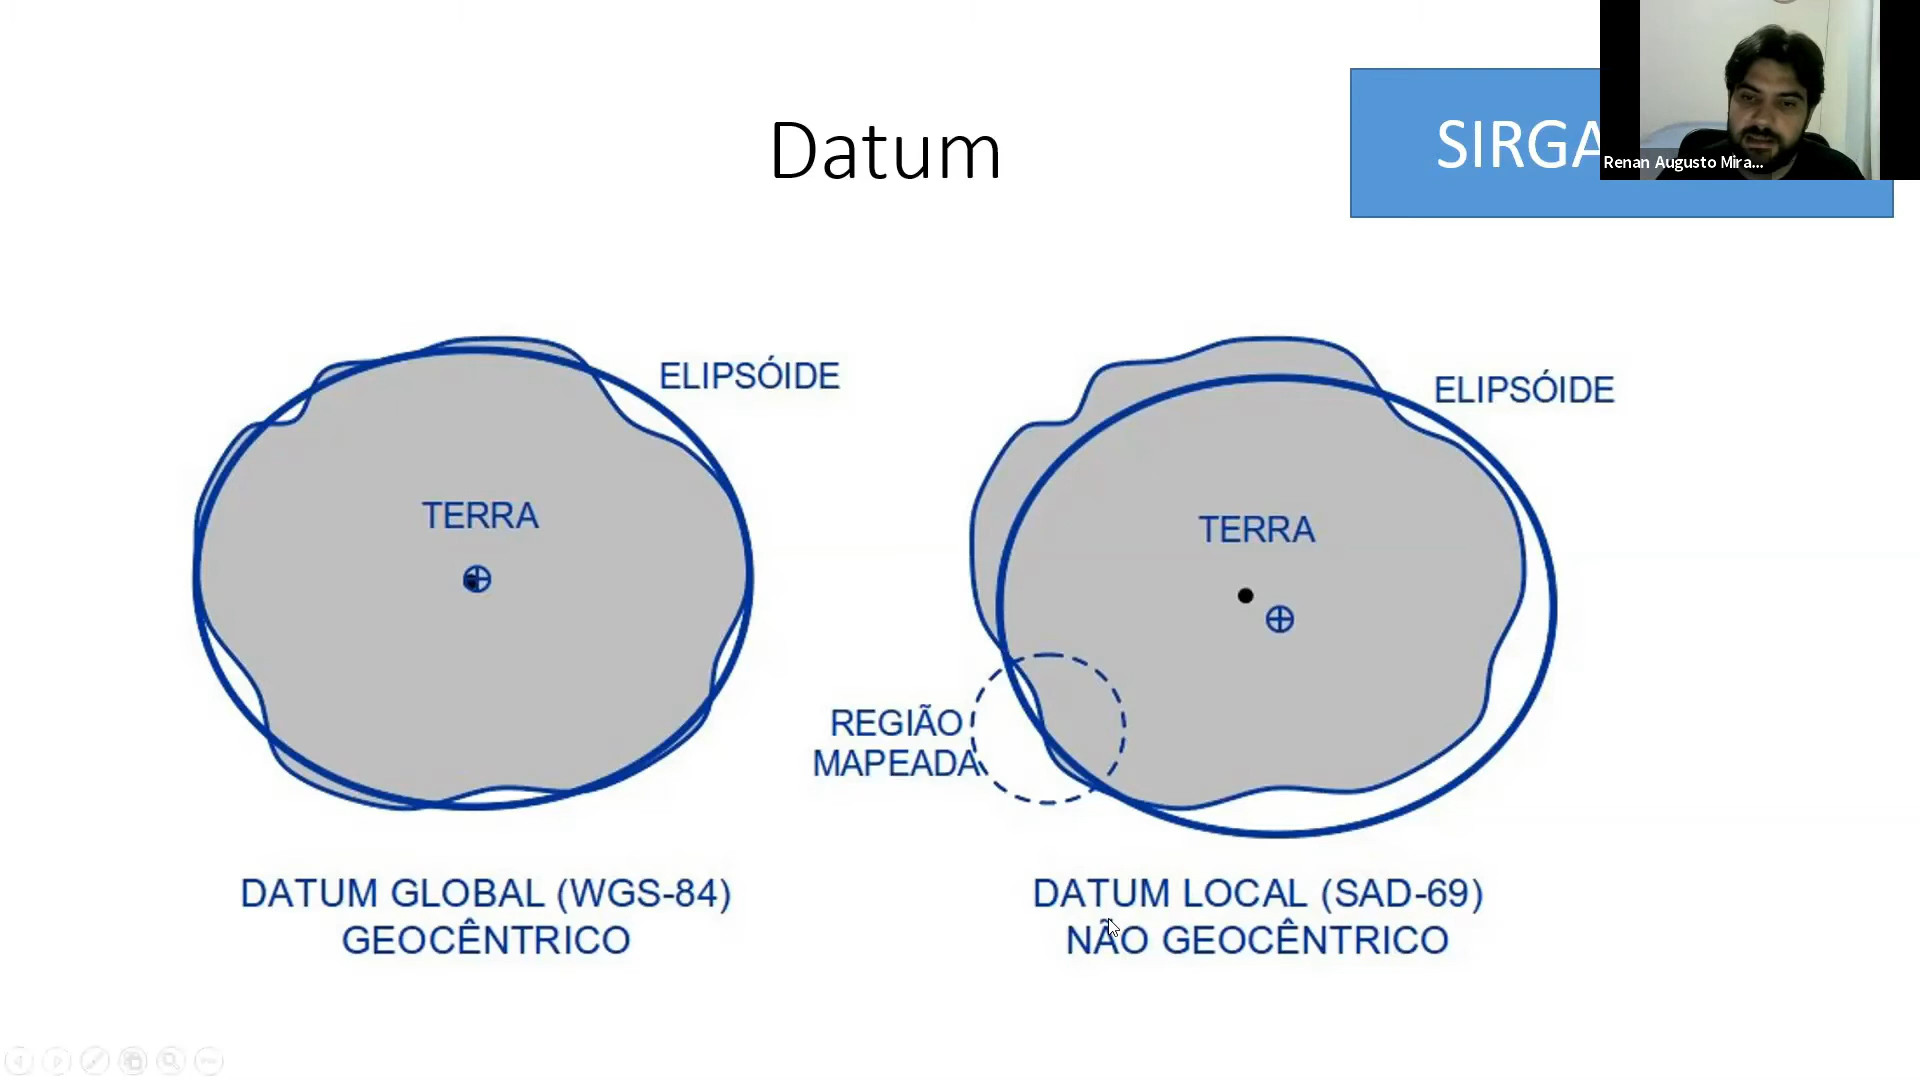 Datum
SIRGA
Renan Augusto Mira...
ELIPSÓIDE
TERRA
DATUM GLOBAL (WGS-84)
GEOCÊNTRICO
ELIPSÓIDE
TERRA
REGIÃO
MAPEADA
DATUM LOCAL (SAD-69)
NÃO GEOCÊNTRICO